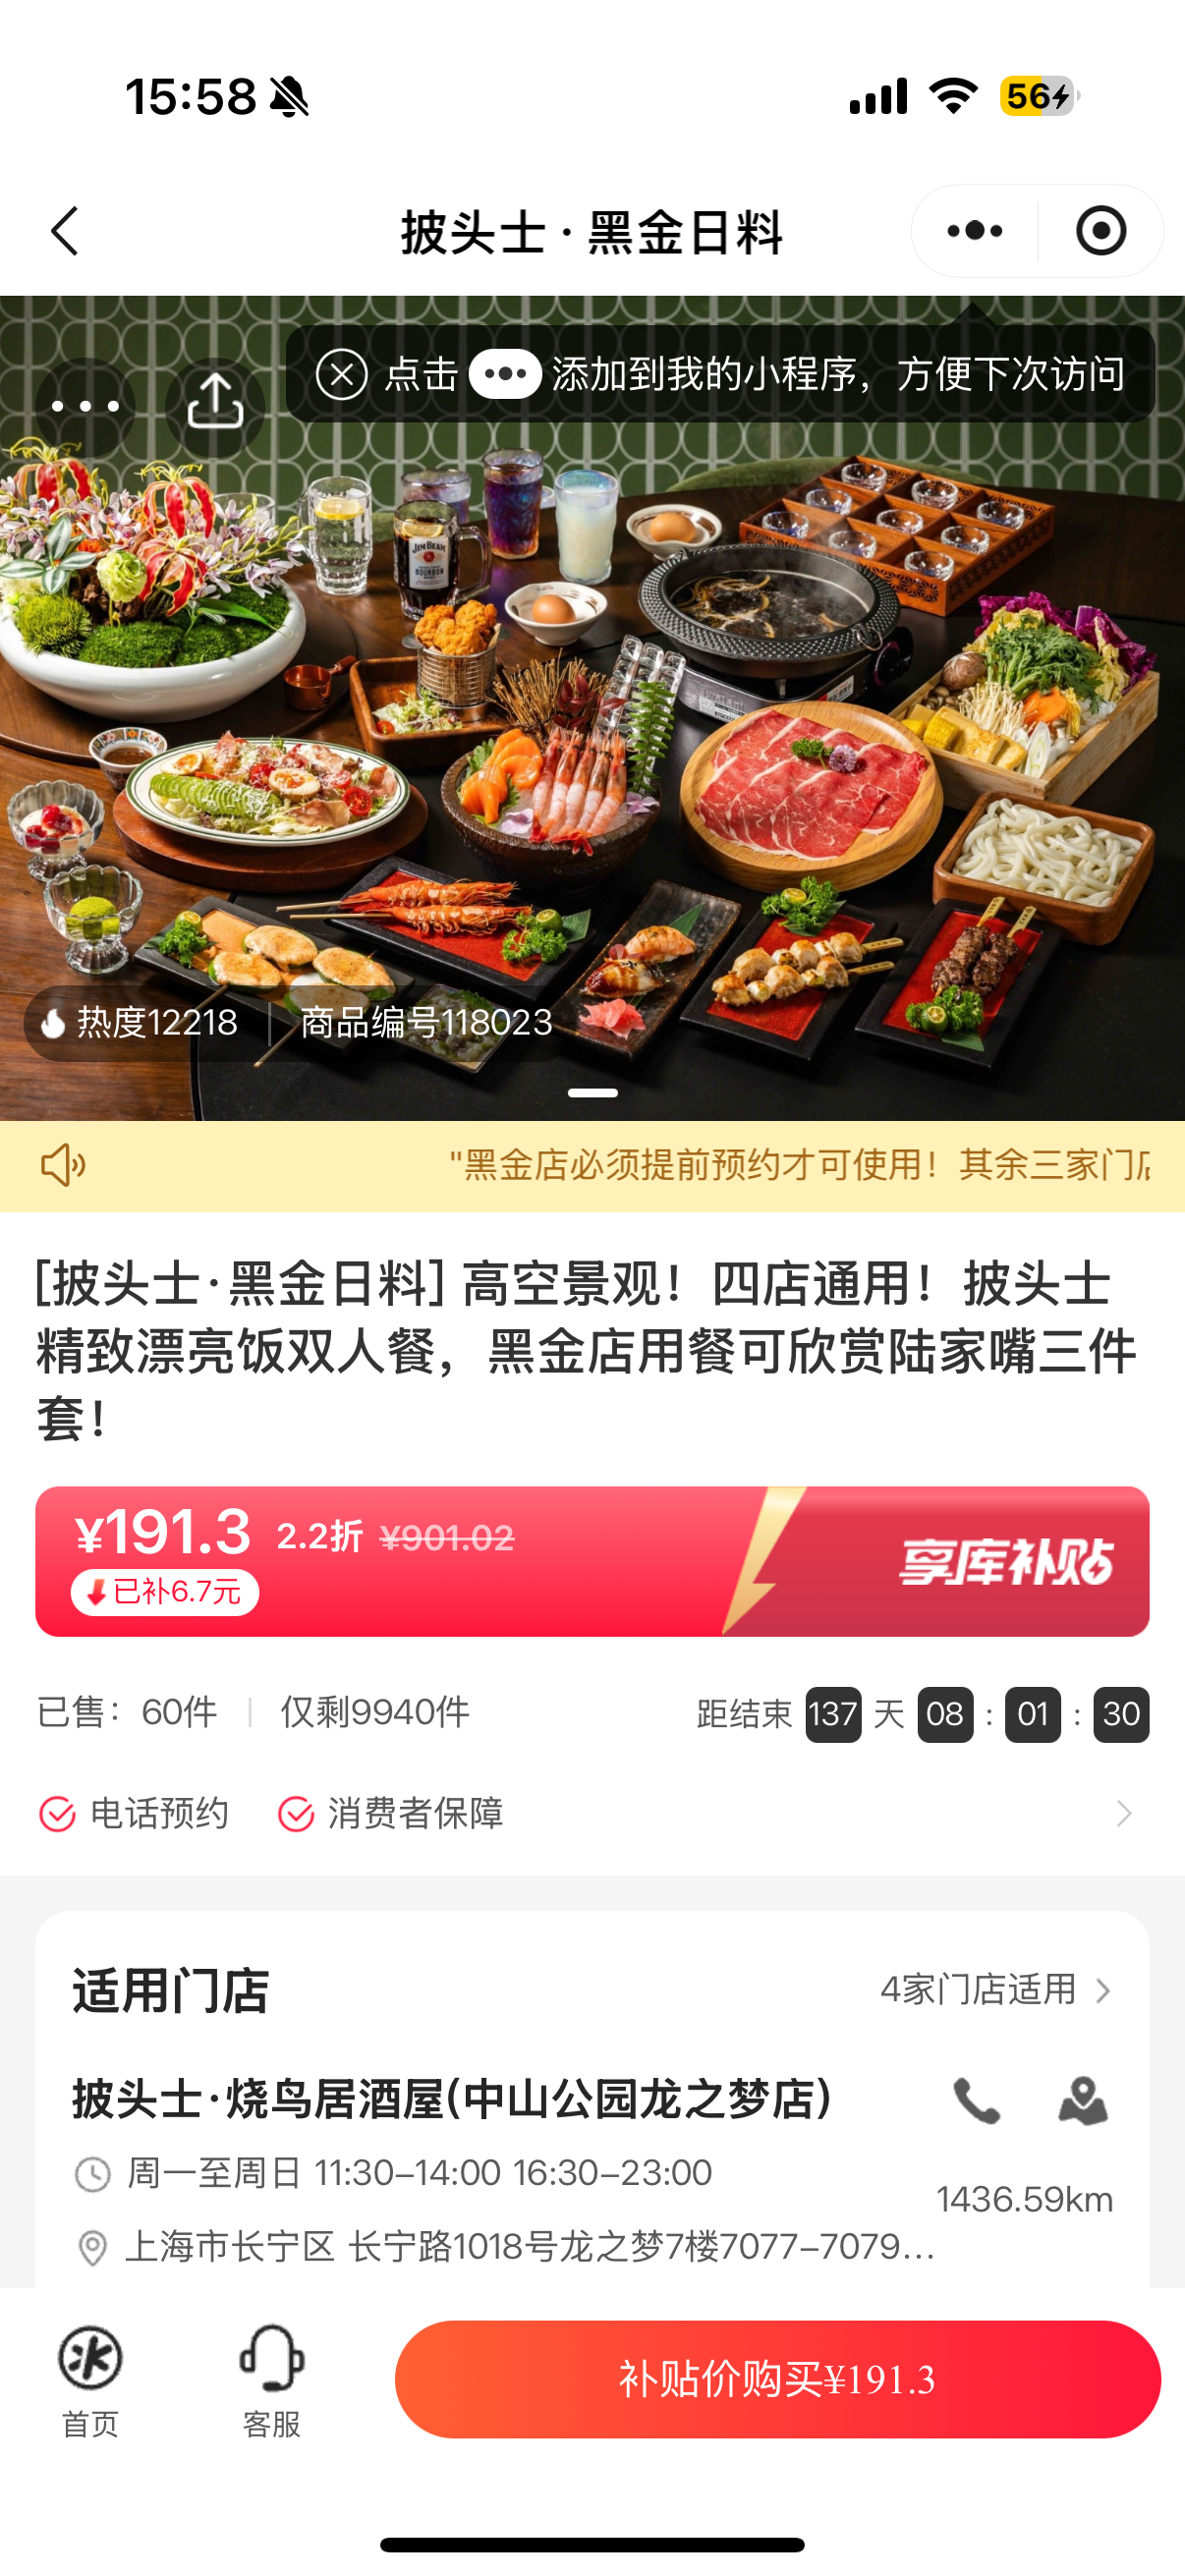 15:58
56
披头士·黑金日料
点击 ••• 添加到我的小程序，方便下次访问
JIM BEAM
BOURBON
热度12218 | 商品编号118023
"黑金店必须提前预约才可使用！其余三家门店
[披头士·黑金日料] 高空景观！四店通用！披头士
精致漂亮饭双人餐，黑金店用餐可欣赏陆家嘴三件
套！
¥191.3 2.2折 ¥901.02
享库补贴
已补6.7元
已售：60件 | 仅剩9940件
距结束 137 天 08 : 01 : 30
电话预约 消费者保障
适用门店
4家门店适用
披头士·烧鸟居酒屋(中山公园龙之梦店)
周一至周日 11:30-14:00 16:30-23:00
1436.59km
上海市长宁区 长宁路1018号龙之梦7楼7077-7079...
首页
客服
补贴价购买¥191.3